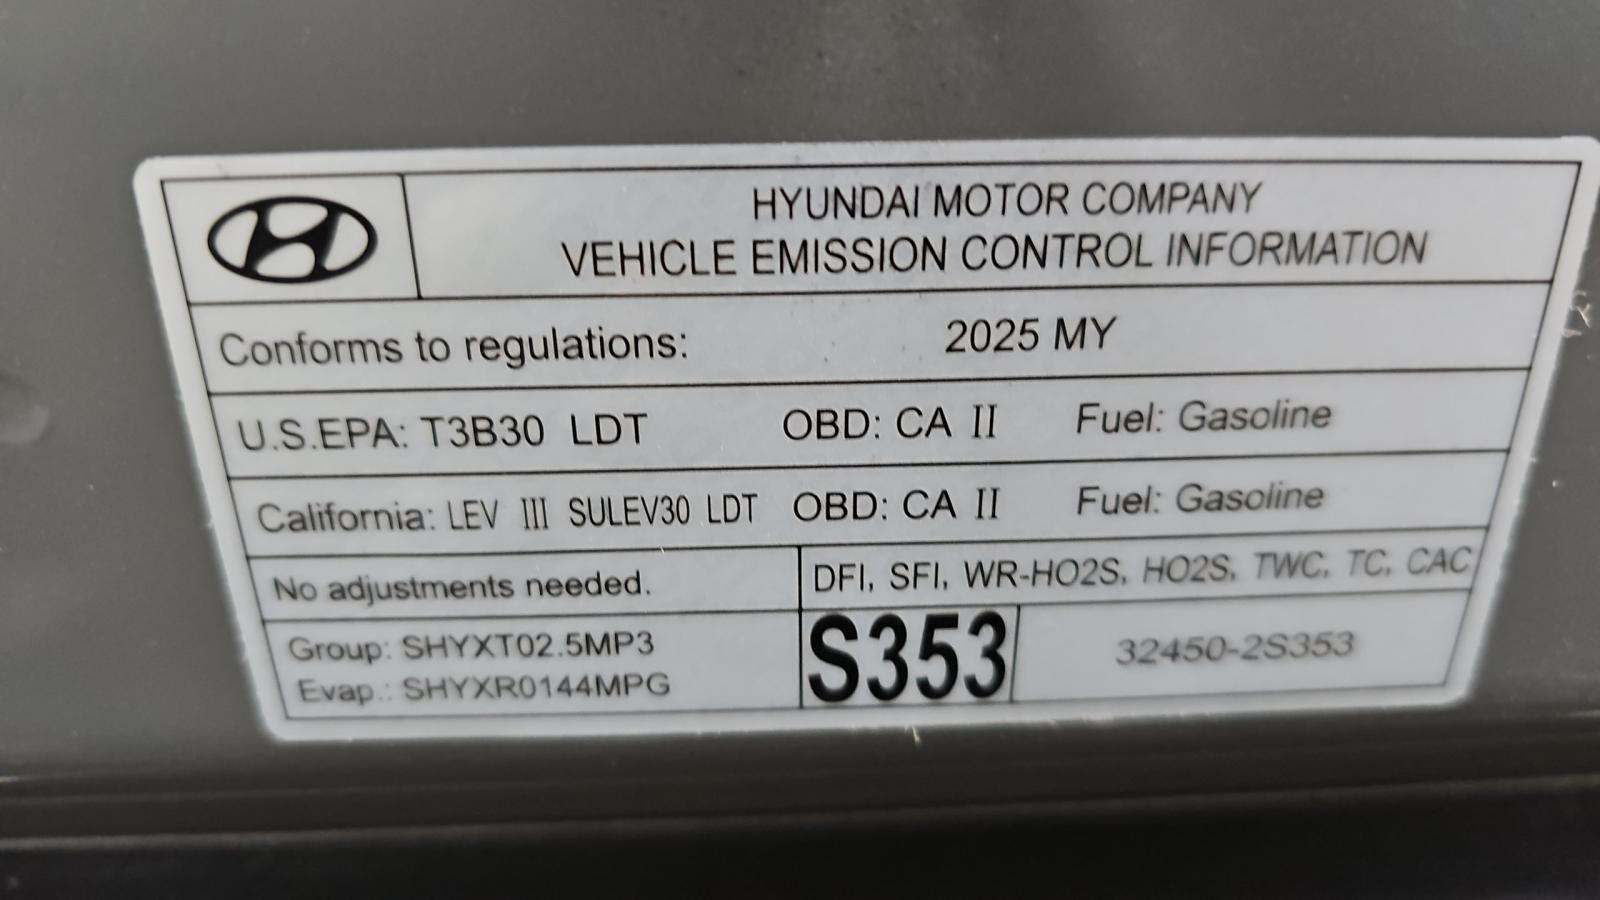 HYUNDAI MOTOR COMPANY
VEHICLE EMISSION CONTROL INFORMATION
Conforms to regulations: 2025 MY
U.S.EPA: T3B30 LDT OBD: CA II Fuel: Gasoline
California: LEV III SULEV30 LDT OBD: CA II Fuel: Gasoline
No adjustments needed. DFI, SFI, WR-HO2S, HO2S, TWC, TC, CAC
Group: SHYXT02.5MP3
Evap.: SHYXR0144MPG
S353
32450-2S353